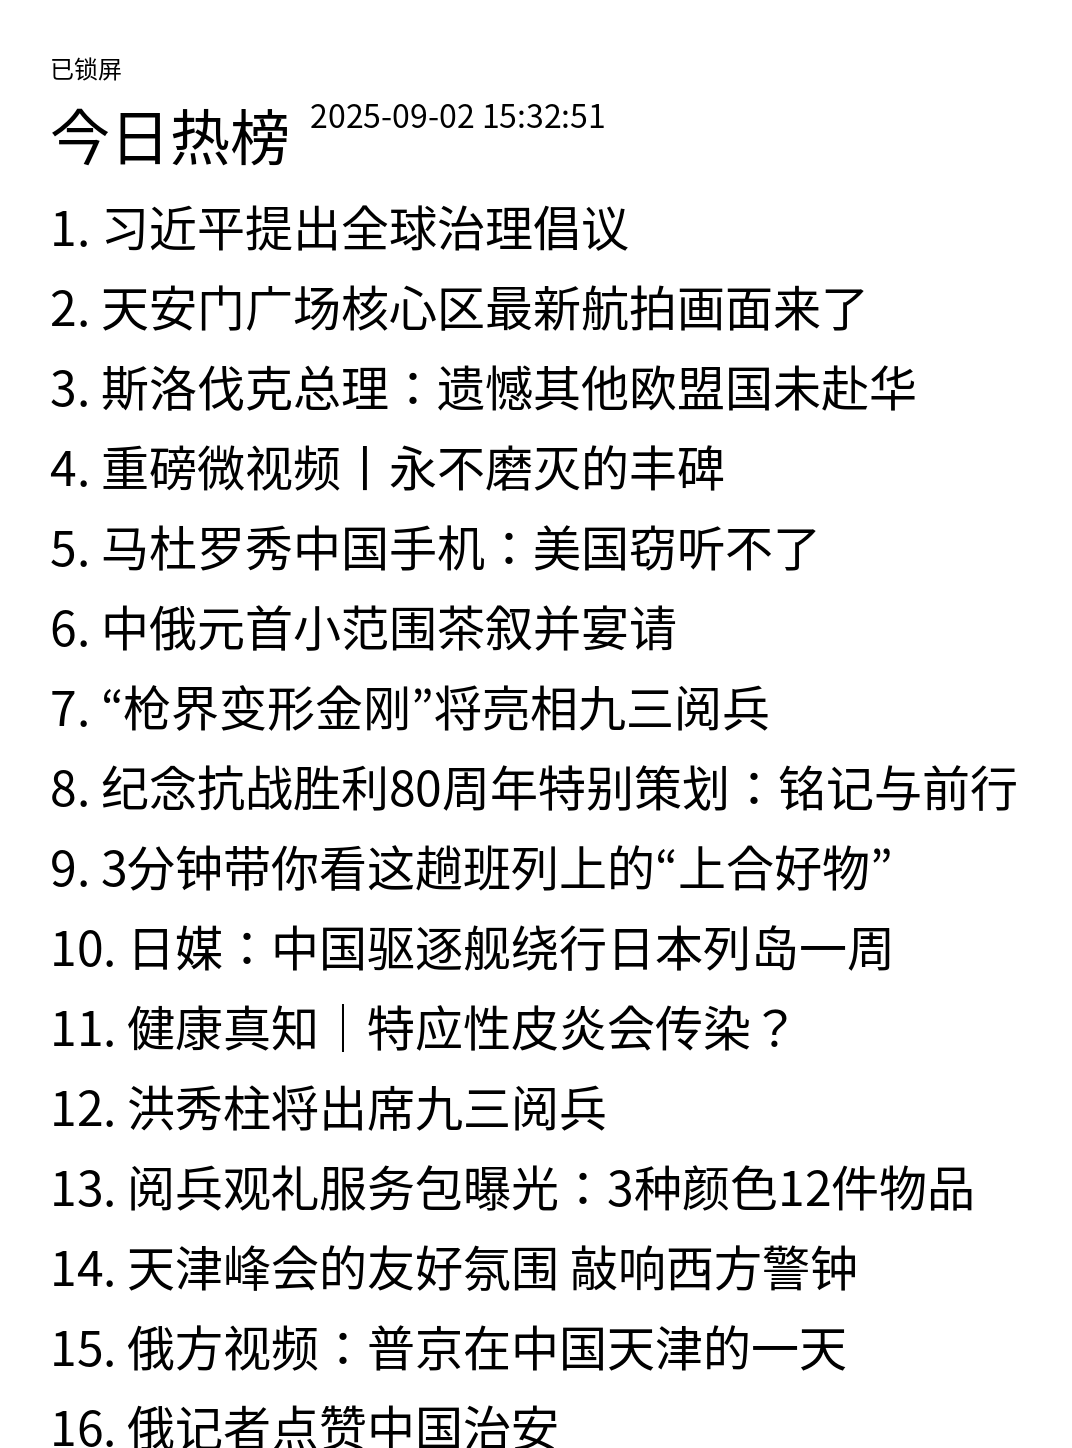 已锁屏
今日热榜 2025-09-02 15:32:51
1. 习近平提出全球治理倡议
2. 天安门广场核心区最新航拍画面来了
3. 斯洛伐克总理：遗憾其他欧盟国未赴华
4. 重磅微视频丨永不磨灭的丰碑
5. 马杜罗秀中国手机：美国窃听不了
6. 中俄元首小范围茶叙并宴请
7. “枪界变形金刚”将亮相九三阅兵
8. 纪念抗战胜利80周年特别策划：铭记与前行
9. 3分钟带你看这趟班列上的“上合好物”
10. 日媒：中国驱逐舰绕行日本列岛一周
11. 健康真知｜特应性皮炎会传染？
12. 洪秀柱将出席九三阅兵
13. 阅兵观礼服务包曝光：3种颜色12件物品
14. 天津峰会的友好氛围 敲响西方警钟
15. 俄方视频：普京在中国天津的一天
16. 俄记者点赞中国治安